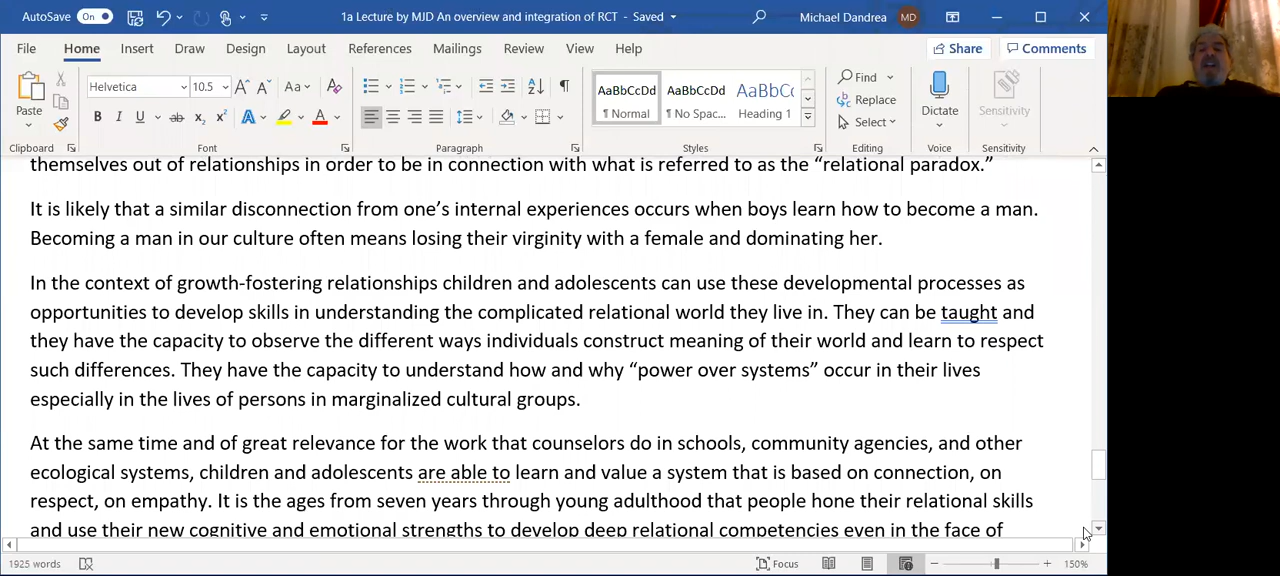 AutoSave On 1a Lecture by MJD An overview and integration of RCT - Saved Michael Dandrea MD
File Home Insert Draw Design Layout References Mailings Review View Help Share Comments
Helvetica 10.5 Aa AaBbCcDd AaBbCcDd AaBbCc Find
Paste B I U ab x₂ x² A A ¶ Normal ¶ No Spac... Heading 1 Replace Dictate Sensitivity
Select
Clipboard Font Paragraph Styles Editing Voice Sensitivity
themselves out of relationships in order to be in connection with what is referred to as the “relational paradox.”
It is likely that a similar disconnection from one’s internal experiences occurs when boys learn how to become a man.
Becoming a man in our culture often means losing their virginity with a female and dominating her.
In the context of growth-fostering relationships children and adolescents can use these developmental processes as
opportunities to develop skills in understanding the complicated relational world they live in. They can be taught and
they have the capacity to observe the different ways individuals construct meaning of their world and learn to respect
such differences. They have the capacity to understand how and why “power over systems” occur in their lives
especially in the lives of persons in marginalized cultural groups.
At the same time and of great relevance for the work that counselors do in schools, community agencies, and other
ecological systems, children and adolescents are able to learn and value a system that is based on connection, on
respect, on empathy. It is the ages from seven years through young adulthood that people hone their relational skills
and use their new cognitive and emotional strengths to develop deep relational competencies even in the face of
1925 words Focus 150%